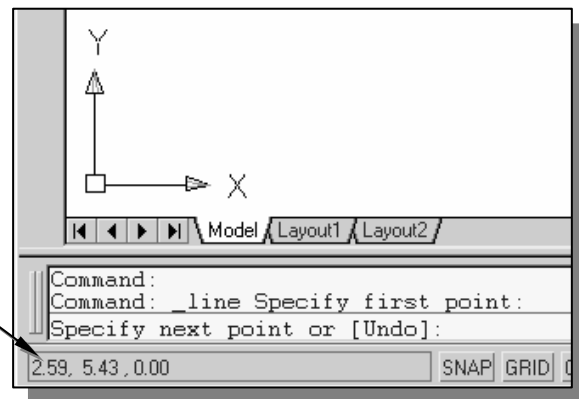 Y
X
Model Layout1 Layout2
Command:
Command: _line Specify first point:
Specify next point or [Undo]:
2.59, 5.43 , 0.00 SNAP GRID